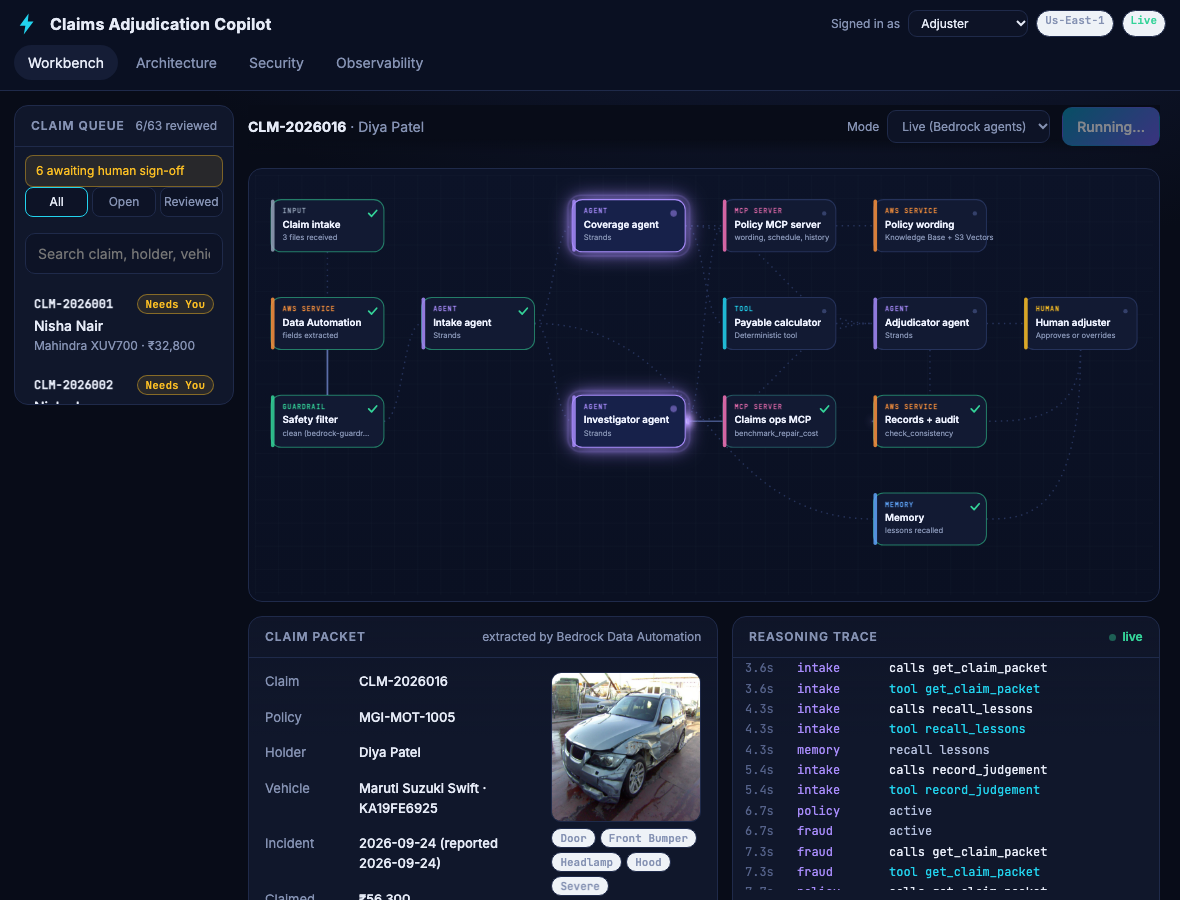 Claims Adjudication Copilot
Signed in as
Adjuster
Us-East-1
Live
Workbench
Architecture
Security
Observability
CLAIM QUEUE
6/63 reviewed
6 awaiting human sign-off
All
Open
Reviewed
Search claim, holder, vehi
CLM-2026001
Needs You
Nisha Nair
Mahindra XUV700 · ₹32,800
CLM-2026002
Needs You
CLM-2026016 · Diya Patel
Mode
Live (Bedrock agents)
Running...
INPUT
Claim intake
3 files received
AGENT
Coverage agent
Strands
MCP SERVER
Policy MCP server
wording, schedule, history
AWS SERVICE
Policy wording
Knowledge Base + S3 Vectors
AWS SERVICE
Data Automation
fields extracted
AGENT
Intake agent
Strands
TOOL
Payable calculator
Deterministic tool
AGENT
Adjudicator agent
Strands
HUMAN
Human adjuster
Approves or overrides
GUARDRAIL
Safety filter
clean (bedrock-guardr...
AGENT
Investigator agent
Strands
MCP SERVER
Claims ops MCP
benchmark_repair_cost
AWS SERVICE
Records + audit
check_consistency
MEMORY
Memory
lessons recalled
CLAIM PACKET
extracted by Bedrock Data Automation
Claim
CLM-2026016
Policy
MGI-MOT-1005
Holder
Diya Patel
Vehicle
Maruti Suzuki Swift ·
KA19FE6925
Incident
2026-09-24 (reported
2026-09-24)
Claimed
₹56,300
Door
Front Bumper
Headlamp
Hood
Severe
REASONING TRACE
live
3.6s intake calls get_claim_packet
3.6s intake tool get_claim_packet
4.3s intake calls recall_lessons
4.3s intake tool recall_lessons
4.3s memory recall lessons
5.4s intake calls record_judgement
5.4s intake tool record_judgement
6.7s policy active
6.7s fraud active
7.3s fraud calls get_claim_packet
7.3s fraud tool get_claim_packet